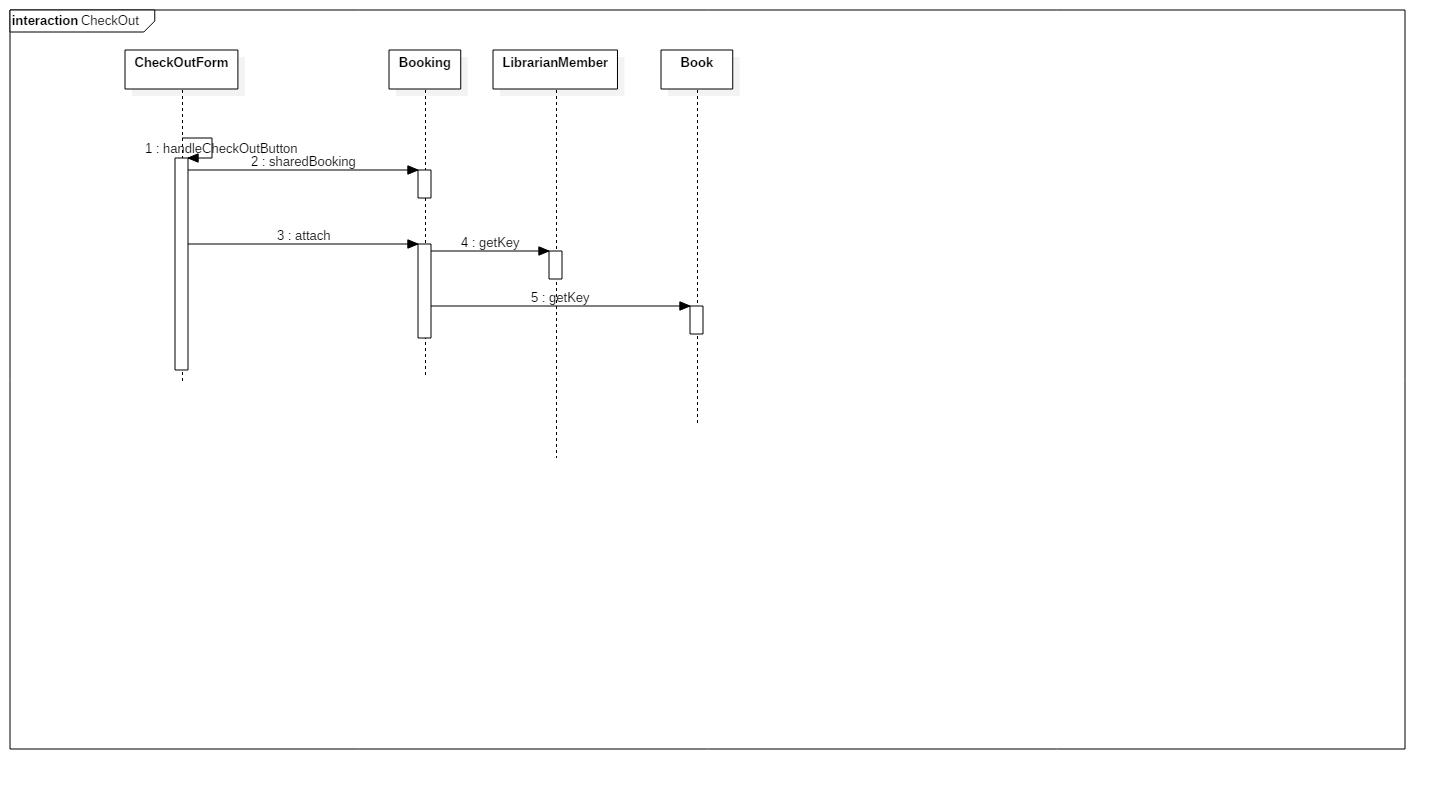 interaction CheckOut
CheckOutForm
Booking
LibrarianMember
Book
1 : handleCheckOutButton
2 : sharedBooking
3 : attach
4 : getKey
5 : getKey